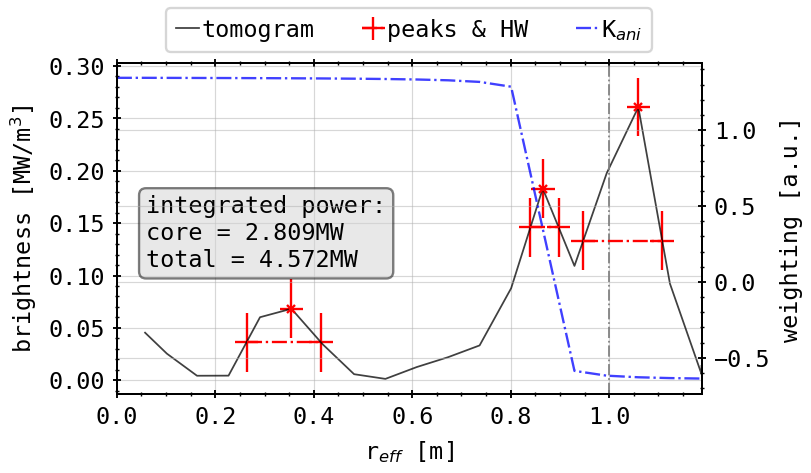 tomogram peaks & HW K_ani
0.30
0.25
0.20
0.15
0.10
0.05
0.00
brightness [MW/m³]
integrated power:
core = 2.809MW
total = 4.572MW
1.0
0.5
0.0
−0.5
weighting [a.u.]
0.0 0.2 0.4 0.6 0.8 1.0
r_eff [m]